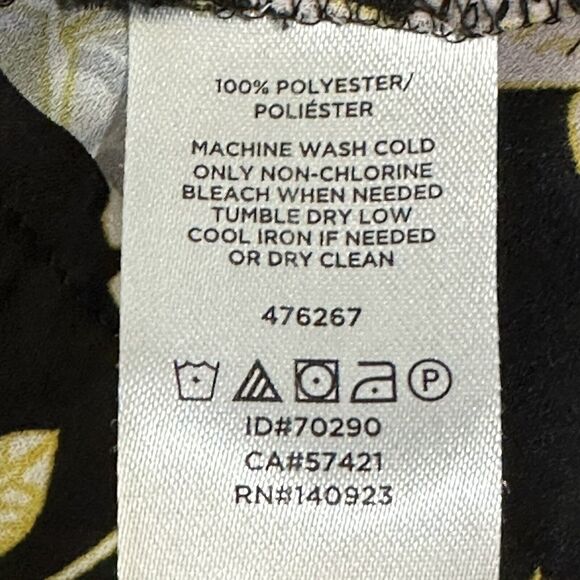 100% POLYESTER/
POLIÉSTER
MACHINE WASH COLD
ONLY NON-CHLORINE
BLEACH WHEN NEEDED
TUMBLE DRY LOW
COOL IRON IF NEEDED
OR DRY CLEAN
476267
P
ID#70290
CA#57421
RN#140923